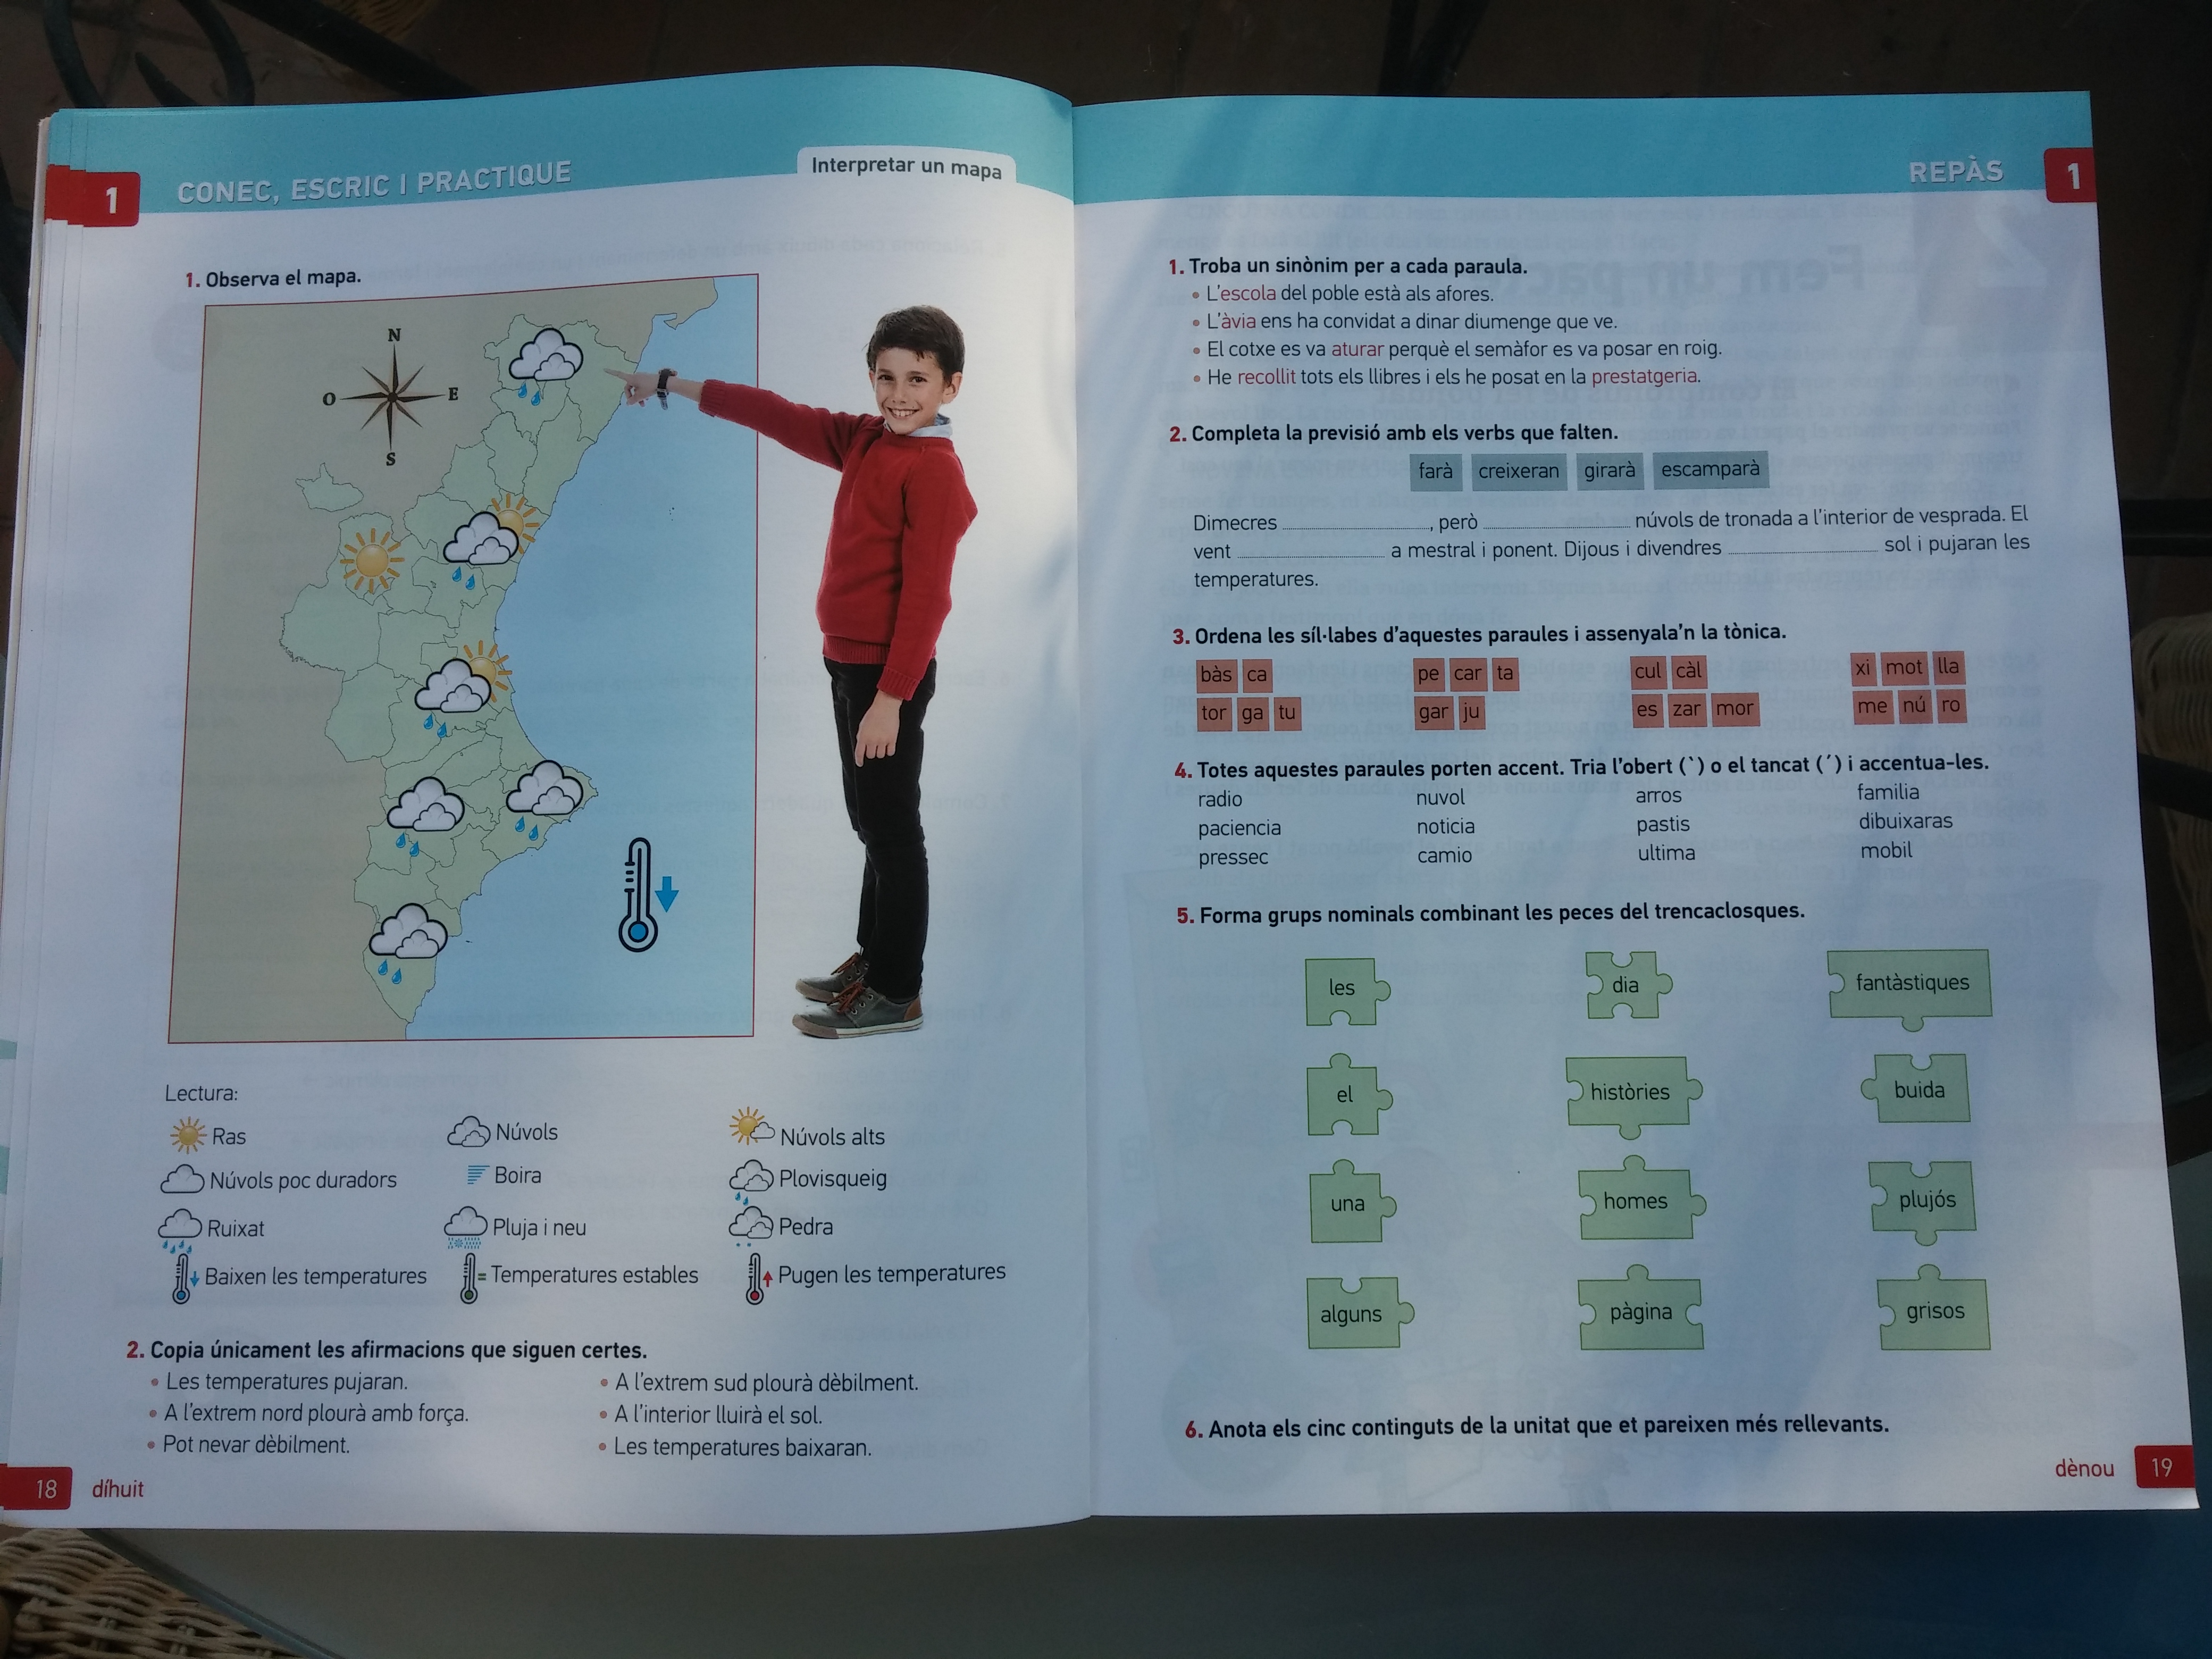 1
CONEC, ESCRIC I PRACTIQUE
Interpretar un mapa
1. Observa el mapa.
N
O
E
S
Lectura:
Ras
Núvols
Núvols alts
Núvols poc duradors
Boira
Plovisqueig
Ruixat
Pluja i neu
Pedra
Baixen les temperatures
= Temperatures estables
Pugen les temperatures
2. Copia únicament les afirmacions que siguen certes.
• Les temperatures pujaran.
• A l'extrem nord plourà amb força.
• Pot nevar dèbilment.
• A l'extrem sud plourà dèbilment.
• A l'interior lluirà el sol.
• Les temperatures baixaran.
18 díhuit
REPÀS
1
1. Troba un sinònim per a cada paraula.
• L'escola del poble està als afores.
• L'àvia ens ha convidat a dinar diumenge que ve.
• El cotxe es va aturar perquè el semàfor es va posar en roig.
• He recollit tots els llibres i els he posat en la prestatgeria.
2. Completa la previsió amb els verbs que falten.
farà creixeran girarà escamparà
Dimecres ............, però ............ núvols de tronada a l'interior de vesprada. El
vent ............ a mestral i ponent. Dijous i divendres ............ sol i pujaran les
temperatures.
3. Ordena les síl·labes d'aquestes paraules i assenyala'n la tònica.
bàs ca pe car ta cul càl xi mot lla
tor ga tu gar ju es zar mor me nú ro
4. Totes aquestes paraules porten accent. Tria l'obert (`) o el tancat (´) i accentua-les.
radio nuvol arros familia
paciencia noticia pastis dibuixaras
pressec camio ultima mobil
5. Forma grups nominals combinant les peces del trencaclosques.
les dia fantàstiques
el històries buida
una homes plujós
alguns pàgina grisos
6. Anota els cinc continguts de la unitat que et pareixen més rellevants.
dènou 19